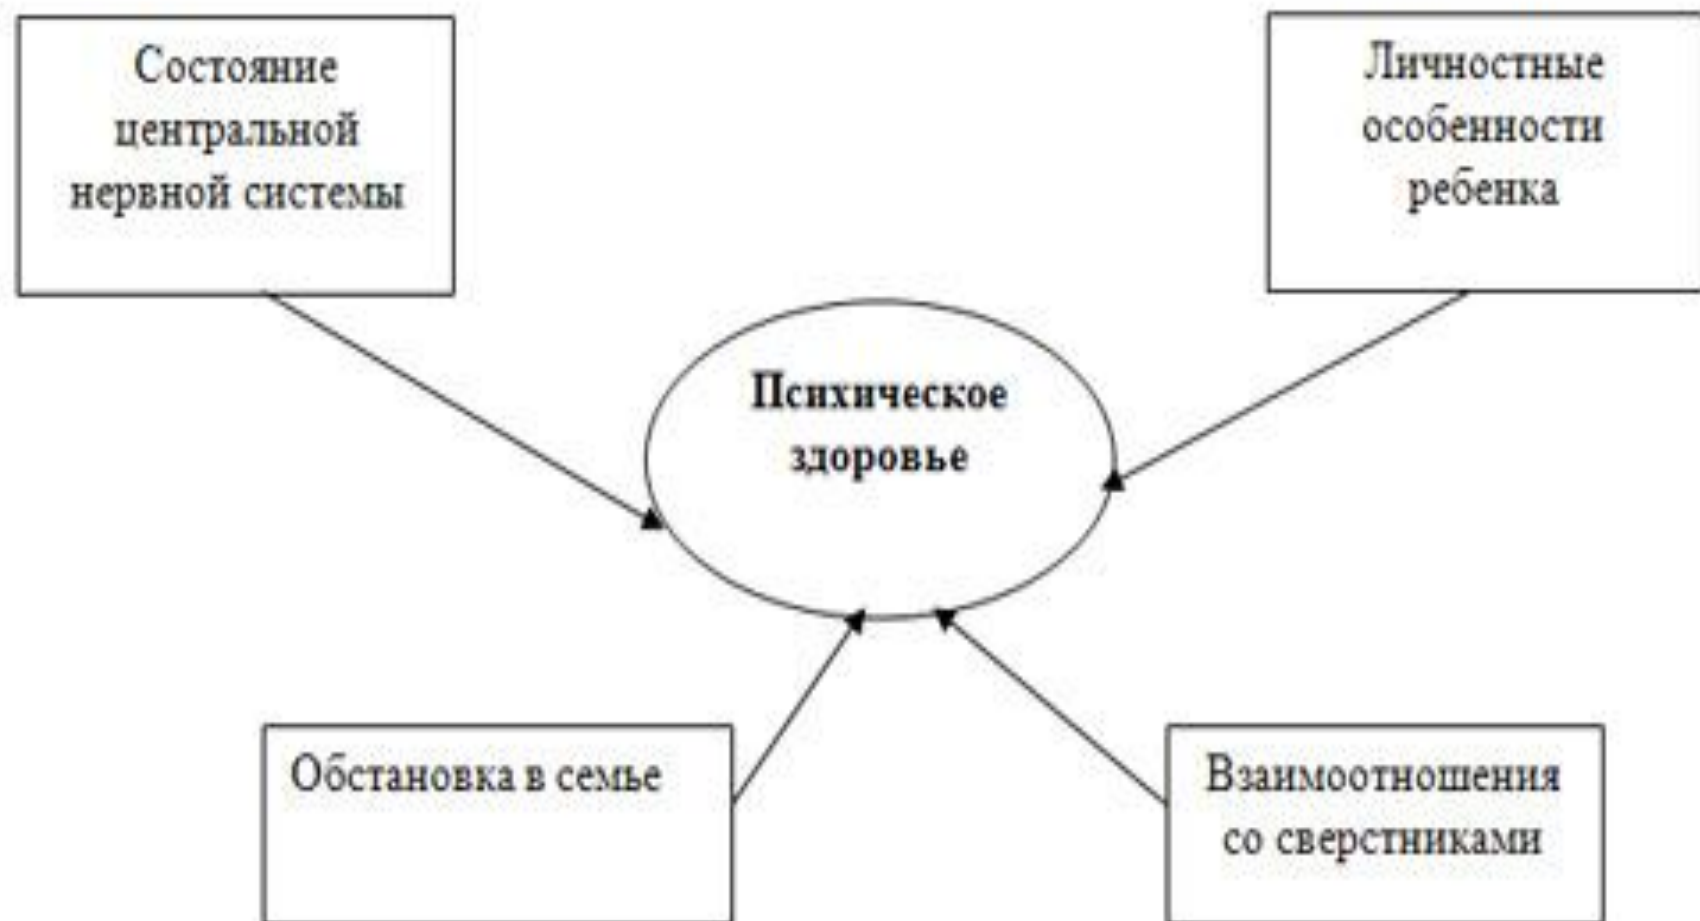 Состояние
центральной
нервной системы
Личностные
особенности
ребенка
Психическое
здоровье
Обстановка в семье
Взаимоотношения
со сверстниками